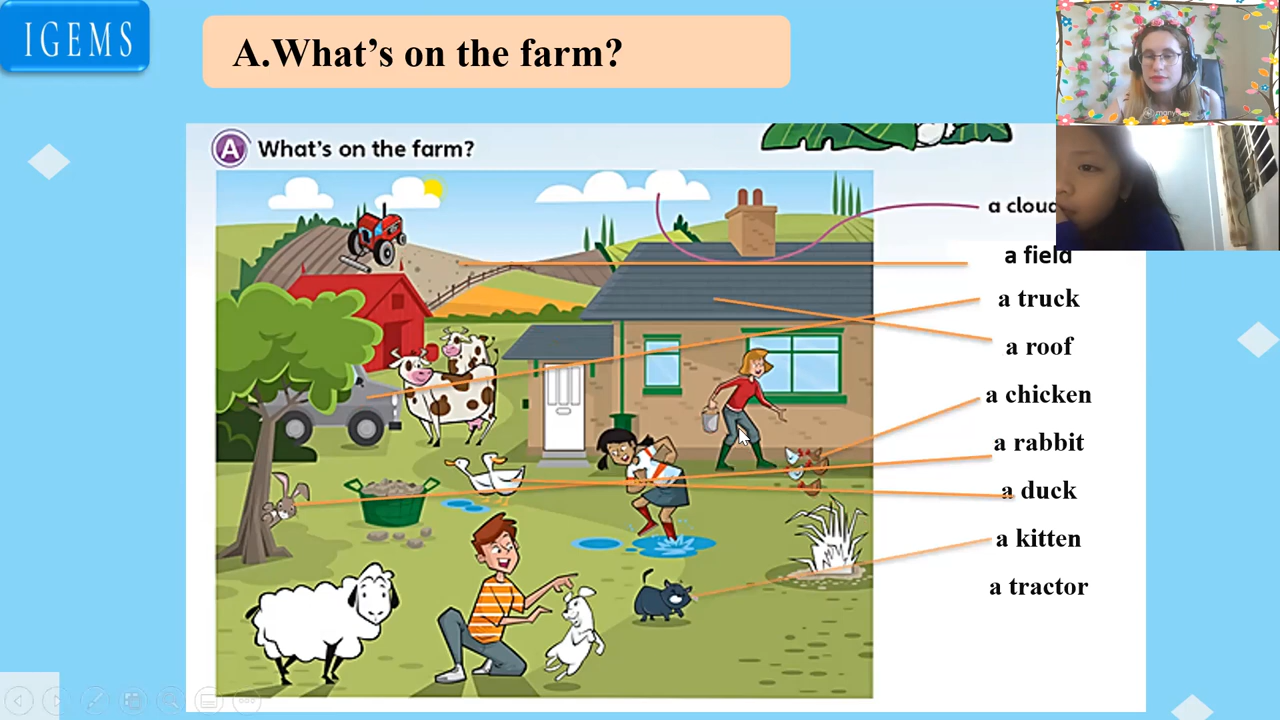 IGEMS
A.What's on the farm?
A What's on the farm?
a cloud
a field
a truck
a roof
a chicken
a rabbit
a duck
a kitten
a tractor